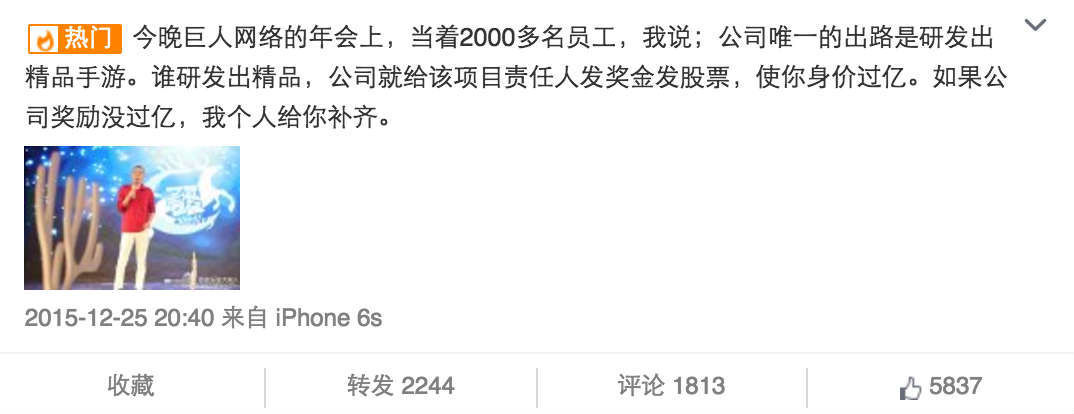 热门 今晚巨人网络的年会上，当着2000多名员工，我说；公司唯一的出路是研发出
精品手游。谁研发出精品，公司就给该项目责任人发奖金发股票，使你身价过亿。如果公
司奖励没过亿，我个人给你补齐。
2015-12-25 20:40 来自 iPhone 6s
收藏
转发 2244
评论 1813
5837